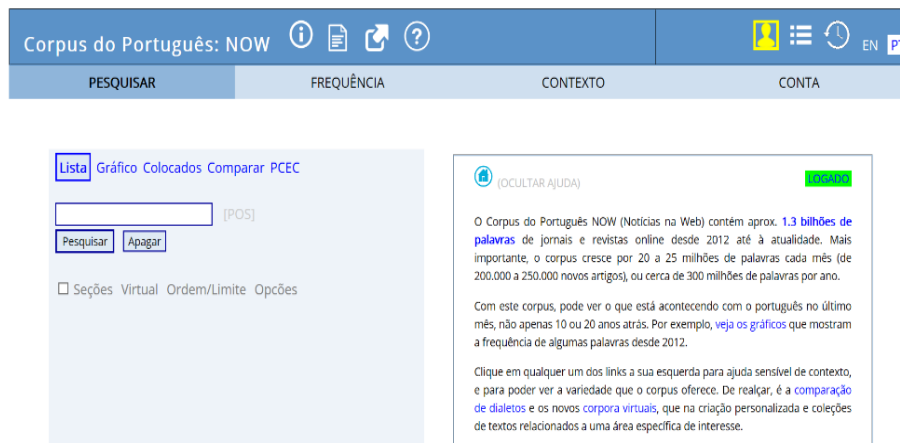 Corpus do Português: NOW
EN PT
PESQUISAR FREQUÊNCIA CONTEXTO CONTA
Lista Gráfico Colocados Comparar PCEC
[POS]
Pesquisar Apagar
Seções Virtual Ordem/Limite Opcões
(OCULTAR AJUDA) LOGADO
O Corpus do Português NOW (Notícias na Web) contém aprox. 1.3 bilhões de
palavras de jornais e revistas online desde 2012 até à atualidade. Mais
importante, o corpus cresce por 20 a 25 milhões de palavras cada mês (de
200.000 a 250.000 novos artigos), ou cerca de 300 milhões de palavras por ano.
Com este corpus, pode ver o que está acontecendo com o português no último
mês, não apenas 10 ou 20 anos atrás. Por exemplo, veja os gráficos que mostram
a frequência de algumas palavras desde 2012.
Clique em qualquer um dos links a sua esquerda para ajuda sensível de contexto,
e para poder ver a variedade que o corpus oferece. De realçar, é a comparação
de dialetos e os novos corpora virtuais, que na criação personalizada e coleções
de textos relacionados a uma área específica de interesse.